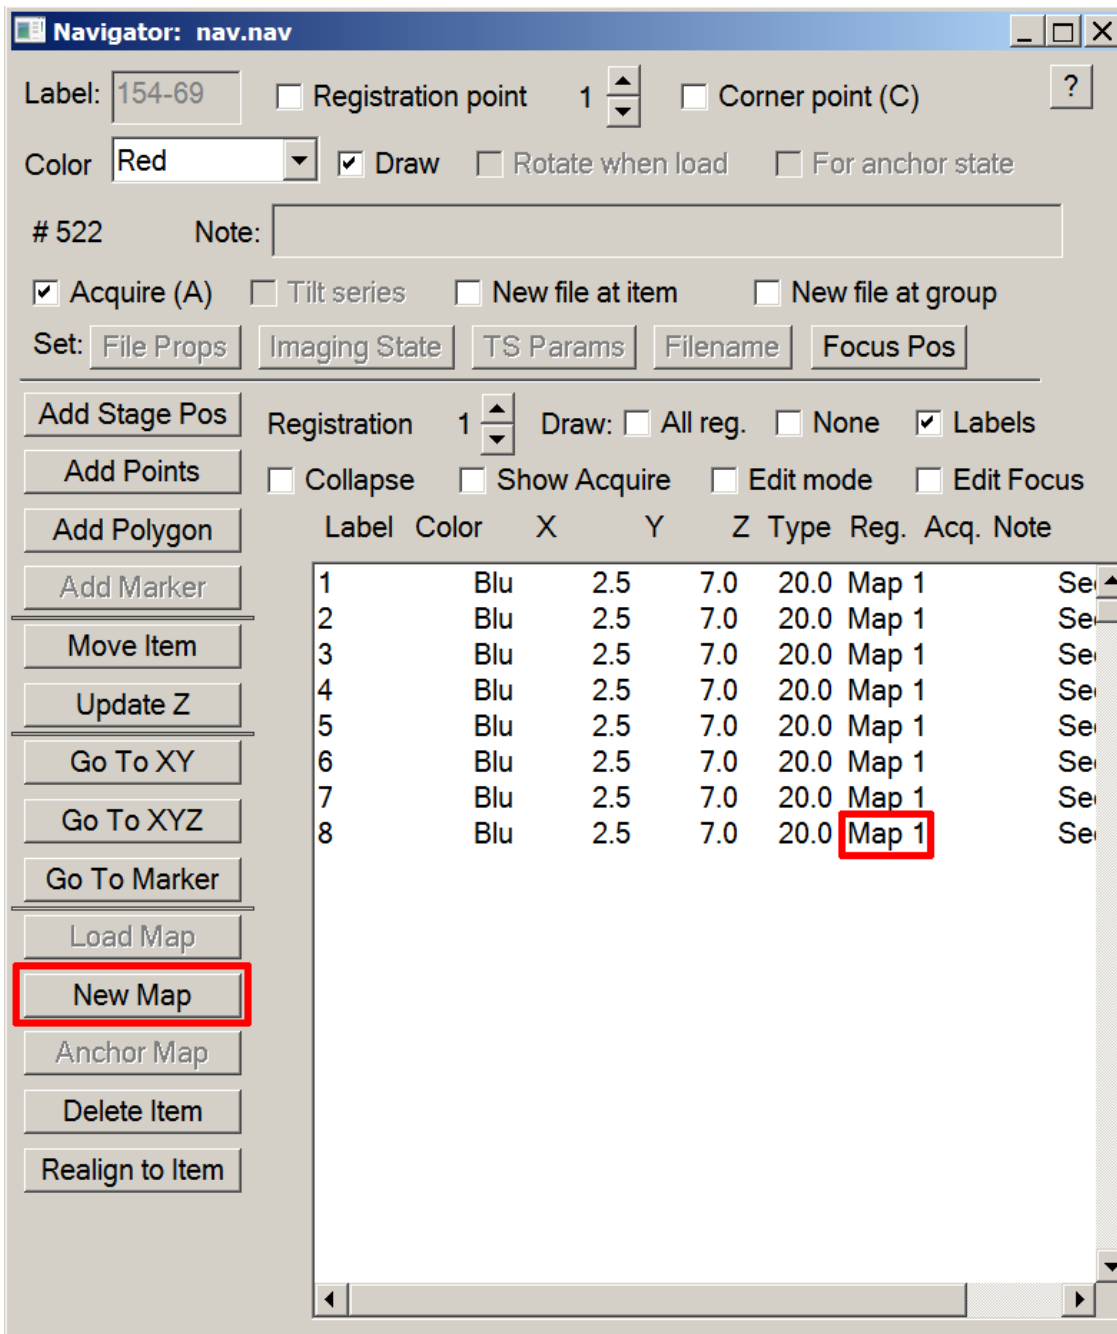 Navigator: nav.nav
Label: 154-69 Registration point 1 Corner point (C) ?
Color Red Draw Rotate when load For anchor state
# 522 Note:
Acquire (A) Tilt series New file at item New file at group
Set: File Props Imaging State TS Params Filename Focus Pos
Add Stage Pos Registration 1 Draw: All reg. None Labels
Add Points Collapse Show Acquire Edit mode Edit Focus
Add Polygon Label Color X Y Z Type Reg. Acq. Note
Add Marker 1 Blu 2.5 7.0 20.0 Map 1 Sec
2 Blu 2.5 7.0 20.0 Map 1 Sec
Move Item 3 Blu 2.5 7.0 20.0 Map 1 Sec
4 Blu 2.5 7.0 20.0 Map 1 Sec
Update Z 5 Blu 2.5 7.0 20.0 Map 1 Sec
Go To XY 6 Blu 2.5 7.0 20.0 Map 1 Sec
7 Blu 2.5 7.0 20.0 Map 1 Sec
Go To XYZ 8 Blu 2.5 7.0 20.0 Map 1 Sec
Go To Marker
Load Map
New Map
Anchor Map
Delete Item
Realign to Item